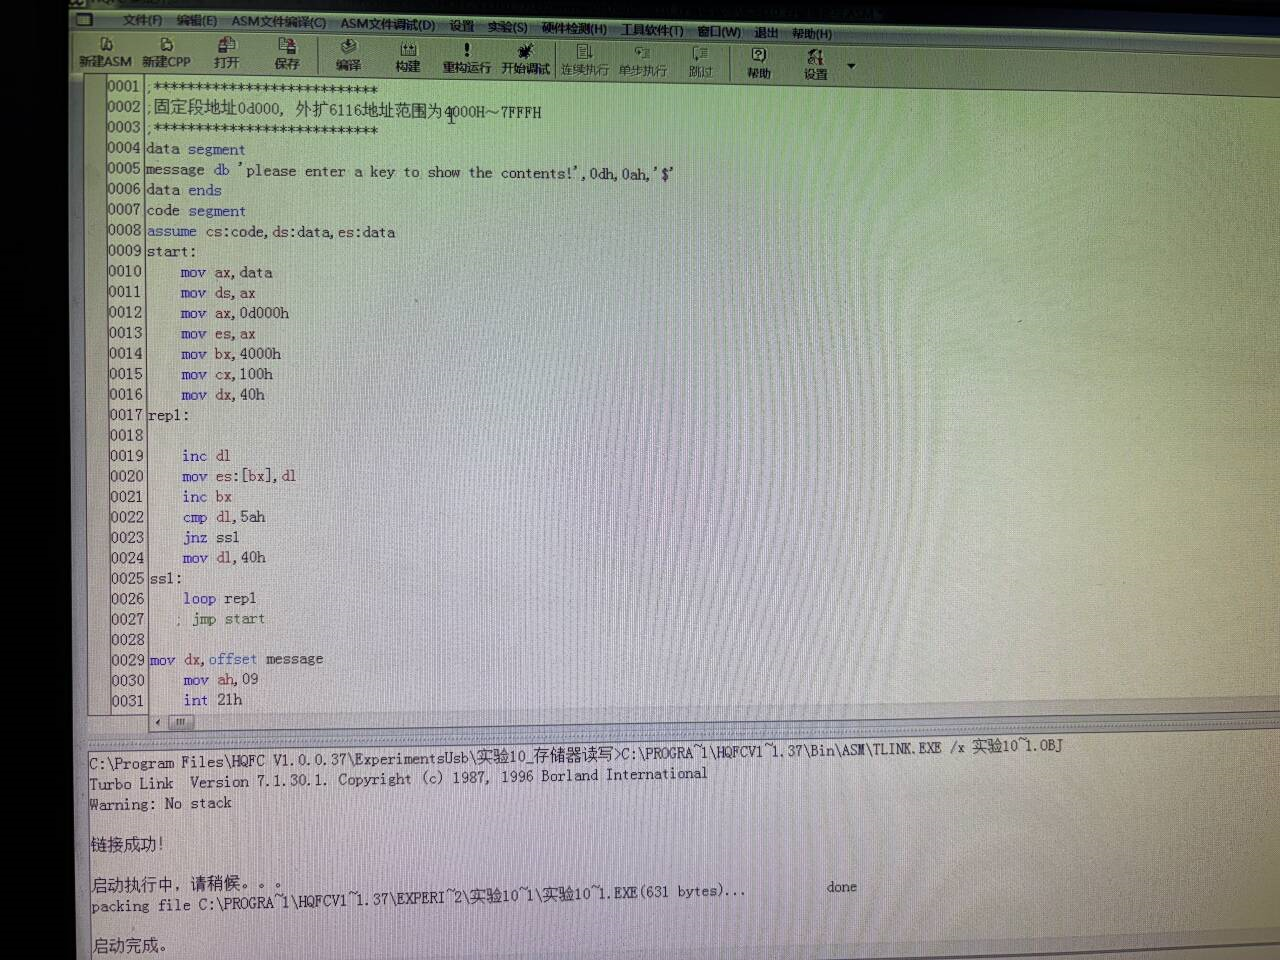 文件(F) 编辑(E) ASM文件编译(C) ASM文件调试(D) 设置 实验(S) 硬件检测(H) 工具软件(T) 窗口(W) 退出 帮助(H)
新建ASM 新建CPP 打开 保存 编译 构建 重构运行 开始调试 连续执行 单步执行 跳过 帮助 设置
0001 ;***************************
0002 ;固定段地址0d000, 外扩6116地址范围为4000H～7FFFH
0003 ;***************************
0004 data segment
0005 message db 'please enter a key to show the contents!',0dh,0ah,'$'
0006 data ends
0007 code segment
0008 assume cs:code,ds:data,es:data
0009 start:
0010 mov ax,data
0011 mov ds,ax
0012 mov ax,0d000h
0013 mov es,ax
0014 mov bx,4000h
0015 mov cx,100h
0016 mov dx,40h
0017 rep1:
0018
0019 inc dl
0020 mov es:[bx],dl
0021 inc bx
0022 cmp dl,5ah
0023 jnz ss1
0024 mov dl,40h
0025 ss1:
0026 loop rep1
0027 ; jmp start
0028
0029 mov dx,offset message
0030 mov ah,09
0031 int 21h
C:\Program Files\HQFC V1.0.0.37\ExperimentsUsb\实验10_存储器读写>C:\PROGRA~1\HQFCV1~1.37\Bin\ASM\TLINK.EXE /x 实验10~1.OBJ
Turbo Link  Version 7.1.30.1. Copyright (c) 1987, 1996 Borland International
Warning: No stack
链接成功!
启动执行中，请稍候。。。
packing file C:\PROGRA~1\HQFCV1~1.37\EXPERI~2\实验10~1\实验10~1.EXE(631 bytes)... done
启动完成。